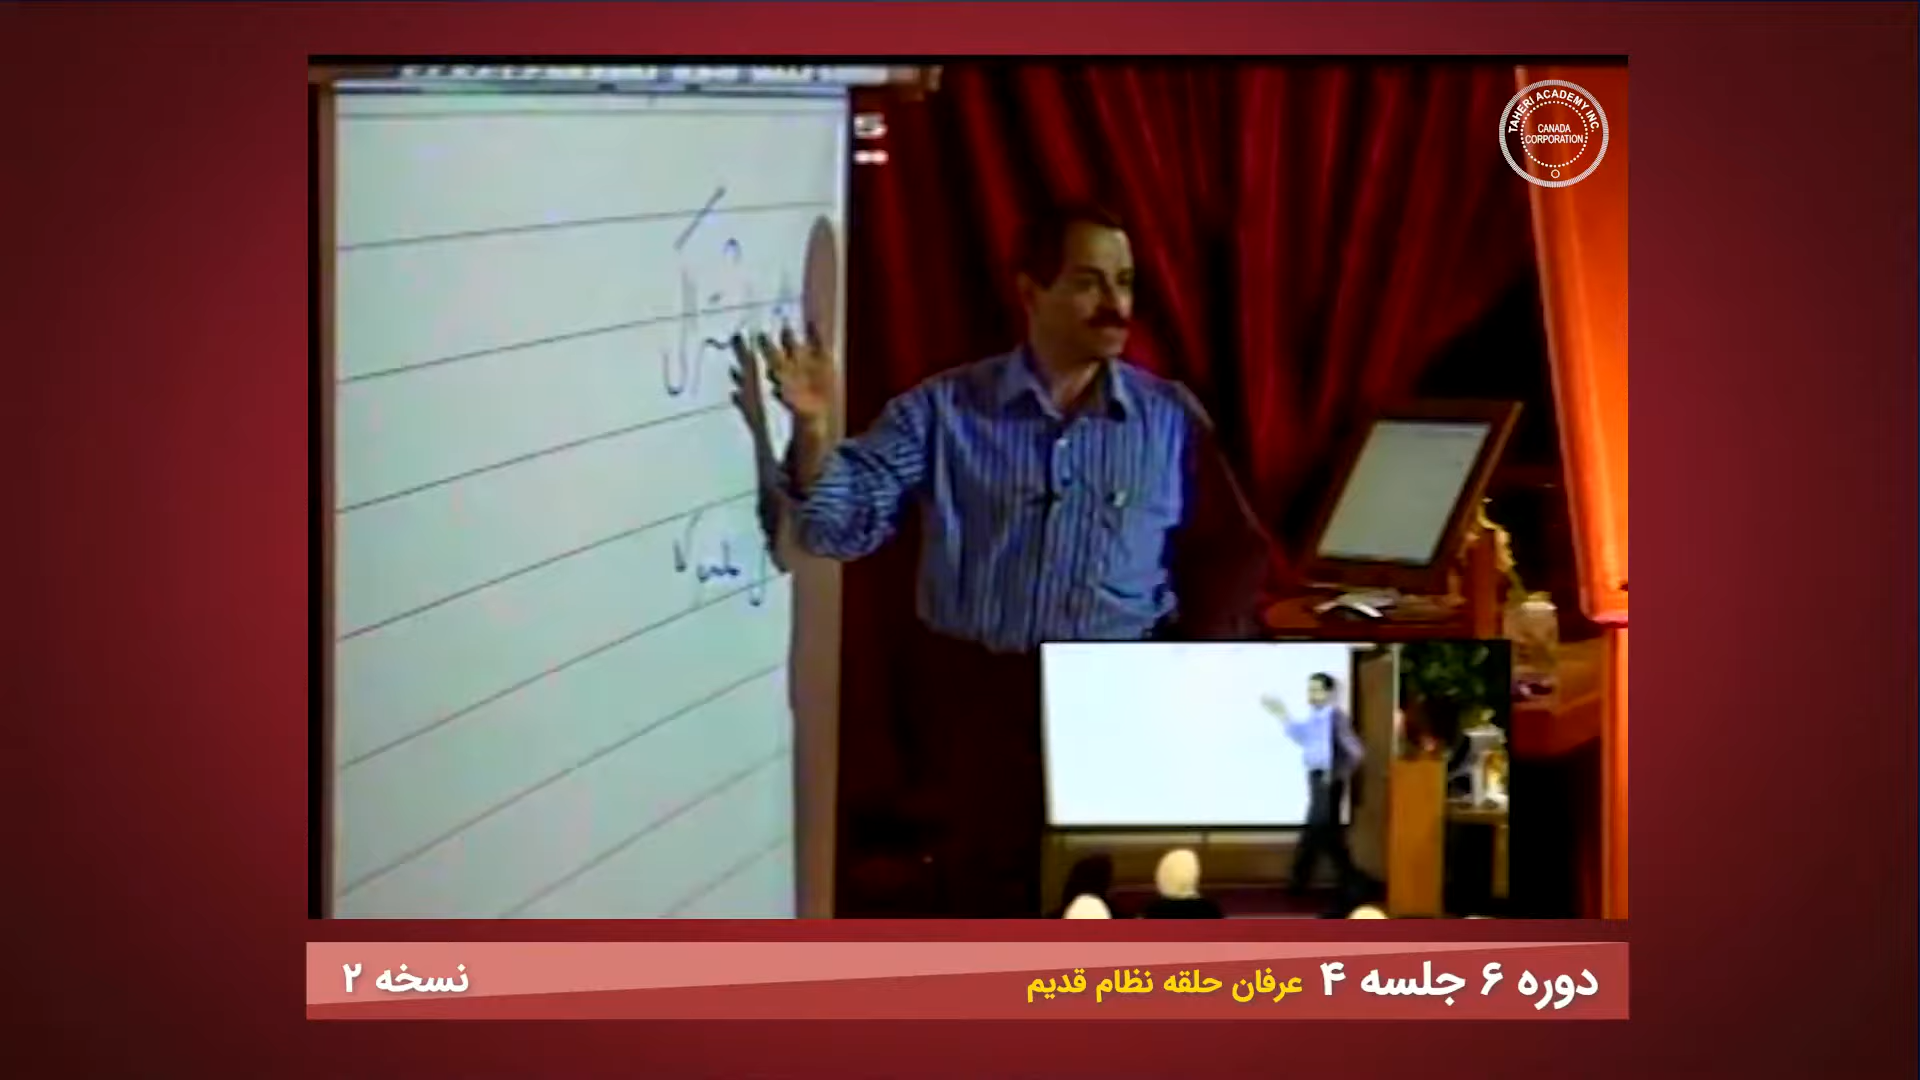 TAHERI ACADEMY INC.
CANADA
CORPORATION
دوره ۶ جلسه ۴ عرفان حلقه نظام قدیم
نسخه ۲